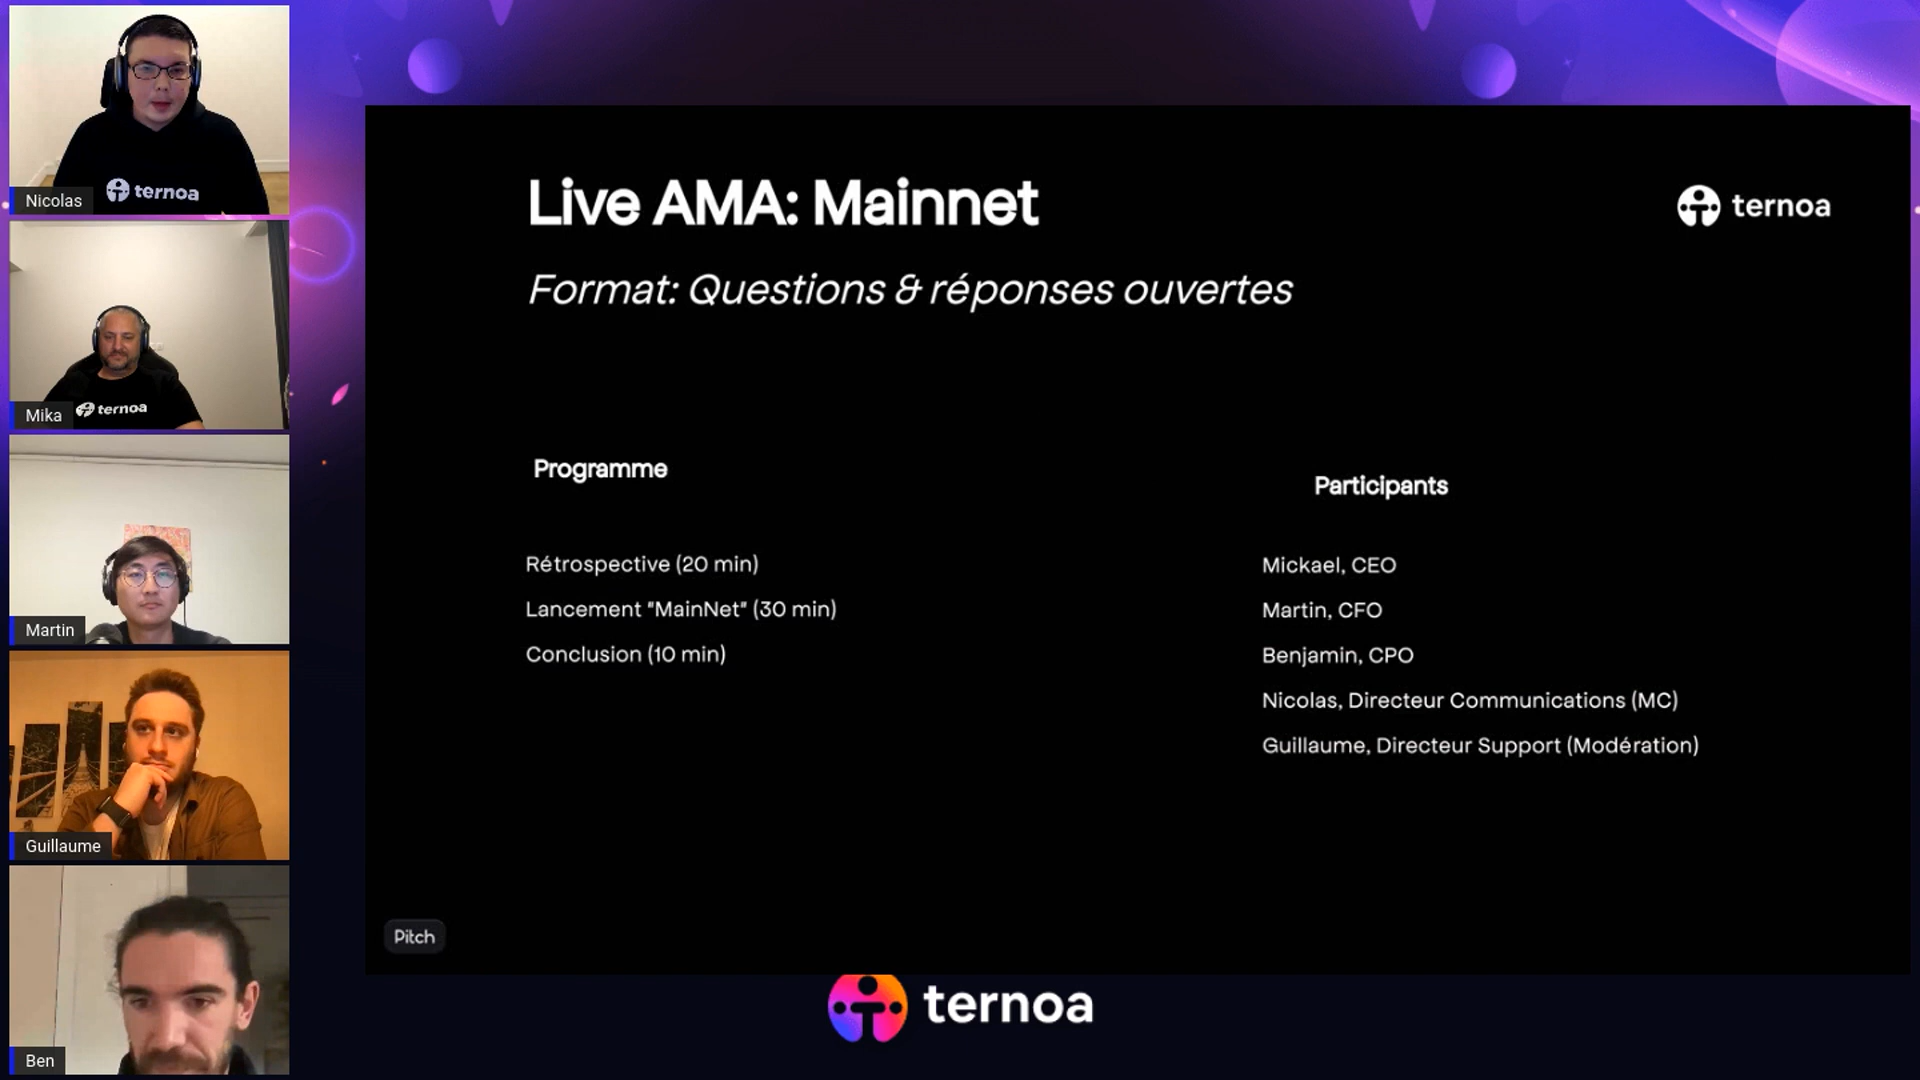 ternoa
Nicolas
ternoa
Mika
Martin
Guillaume
Ben
Live AMA: Mainnet
ternoa
Format: Questions & réponses ouvertes
Programme
Rétrospective (20 min)
Lancement "MainNet" (30 min)
Conclusion (10 min)
Participants
Mickael, CEO
Martin, CFO
Benjamin, CPO
Nicolas, Directeur Communications (MC)
Guillaume, Directeur Support (Modération)
Pitch
ternoa